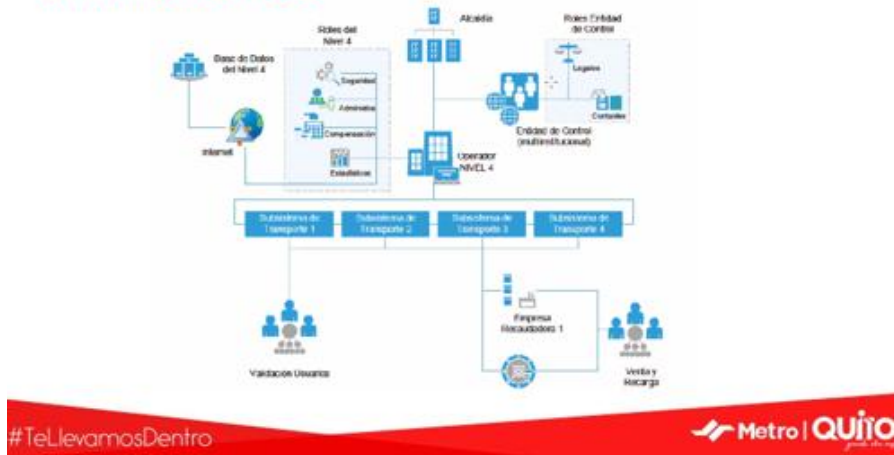 Alcaldía
Roles Entidad
de Control
Roles del
Nivel 4
Base de Datos
del Nivel 4
Seguridad
Legales
Administra
Contables
Compensación
Internet
Entidad de Control
(multiinstitucional)
Estadísticas
Operador
NIVEL 4
Subsistema de
Transporte 1
Subsistema de
Transporte 2
Subsistema de
Transporte 3
Subsistema de
Transporte 4
Empresa
Recaudadora 1
Validación Usuarios
Venta y
Recarga
#TeLlevamosDentro
Metro | QUITO